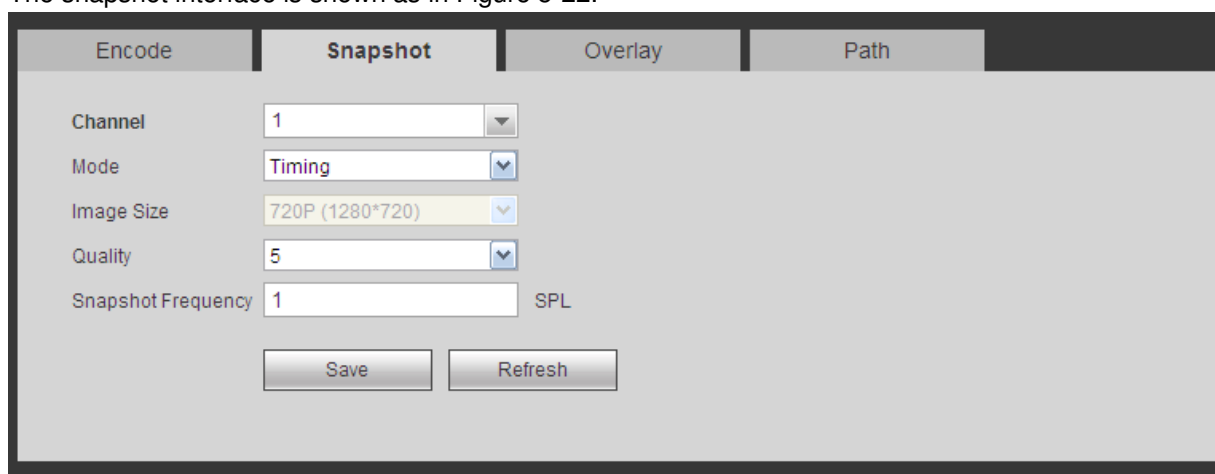 The snapshot interface is shown as in Figure 5-22.
Encode Snapshot Overlay Path
Channel 1
Mode Timing
Image Size 720P (1280*720)
Quality 5
Snapshot Frequency 1 SPL
Save Refresh